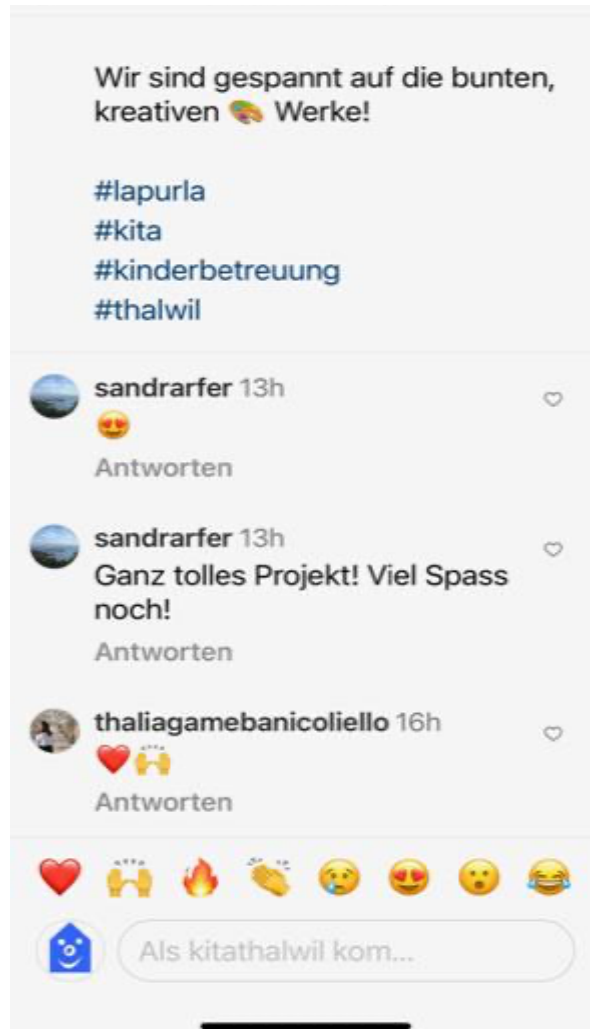 Wir sind gespannt auf die bunten,
kreativen 🎨 Werke!
#lapurla
#kita
#kinderbetreuung
#thalwil
sandrarfer 13h
😍
Antworten
sandrarfer 13h
Ganz tolles Projekt! Viel Spass
noch!
Antworten
thaliagamebanicoliello 16h
❤️🙌
Antworten
❤️ 🙌 🔥 👏 😢 😍 😮 😂
Als kitathalwil kom...